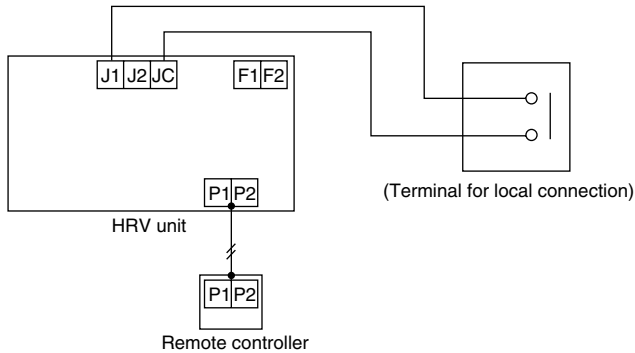 J1 J2 JC F1 F2
P1 P2
(Terminal for local connection)
HRV unit
P1 P2
Remote controller